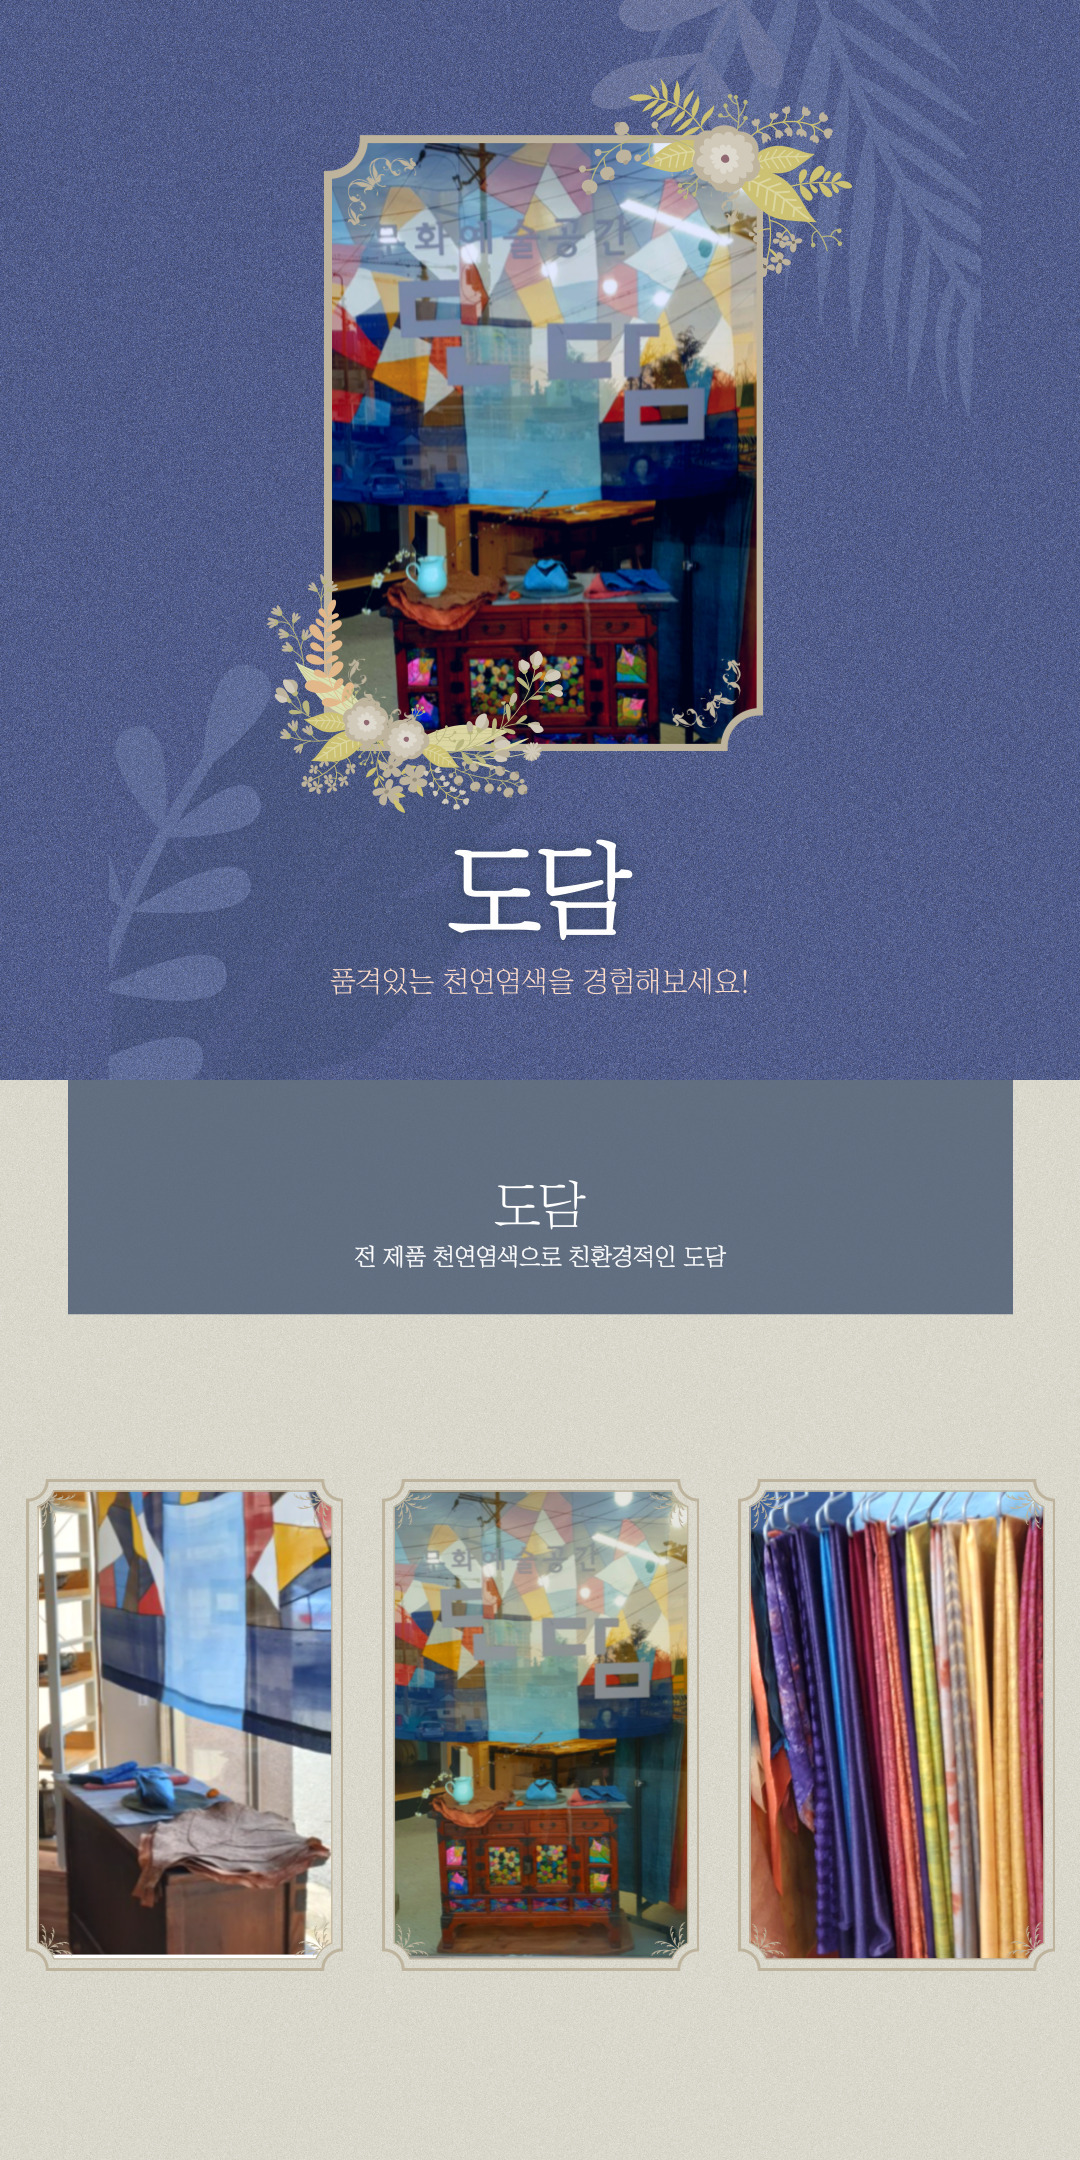 문화예술공간
도담
도담
품격있는 천연염색을 경험해보세요!
도담
전 제품 천연염색으로 친환경적인 도담
문화예술공간
도담